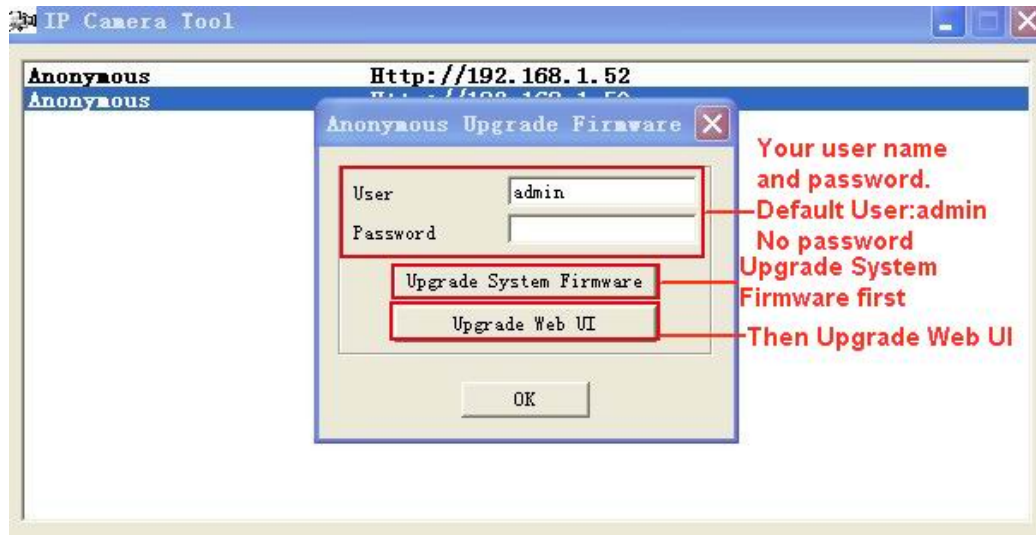 IP Camera Tool
Anonymous Http://192.168.1.52
Anonymous
Anonymous Upgrade Firmware
User admin
Password
Upgrade System Firmware
Upgrade Web UI
OK
Your user name
and password.
Default User:admin
No password
Upgrade System
Firmware first
Then Upgrade Web UI